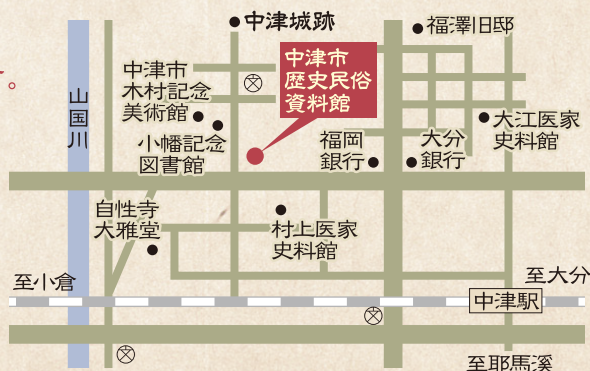 中津城跡
福澤旧邸
中津市
歴史民俗
資料館
中津市
木村記念
美術館
山国川
小幡記念
図書館
福岡
銀行
大分
銀行
大江医家
史料館
自性寺
大雅堂
村上医家
史料館
至小倉
至大分
中津駅
至耶馬溪
文
文
文